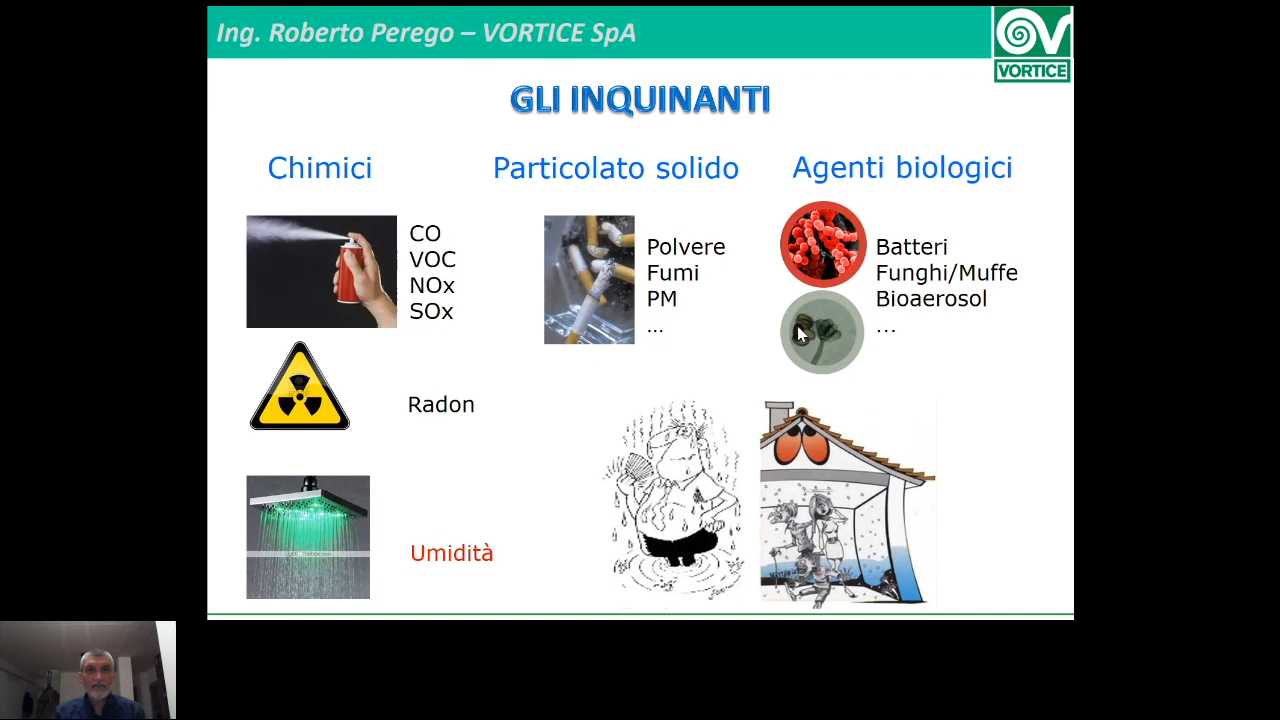 Ing. Roberto Perego – VORTICE SpA
VORTICE
GLI INQUINANTI
Chimici
CO
VOC
NOx
SOx
Particolato solido
Polvere
Fumi
PM
...
Agenti biologici
Batteri
Funghi/Muffe
Bioaerosol
...
Radon
Umidità